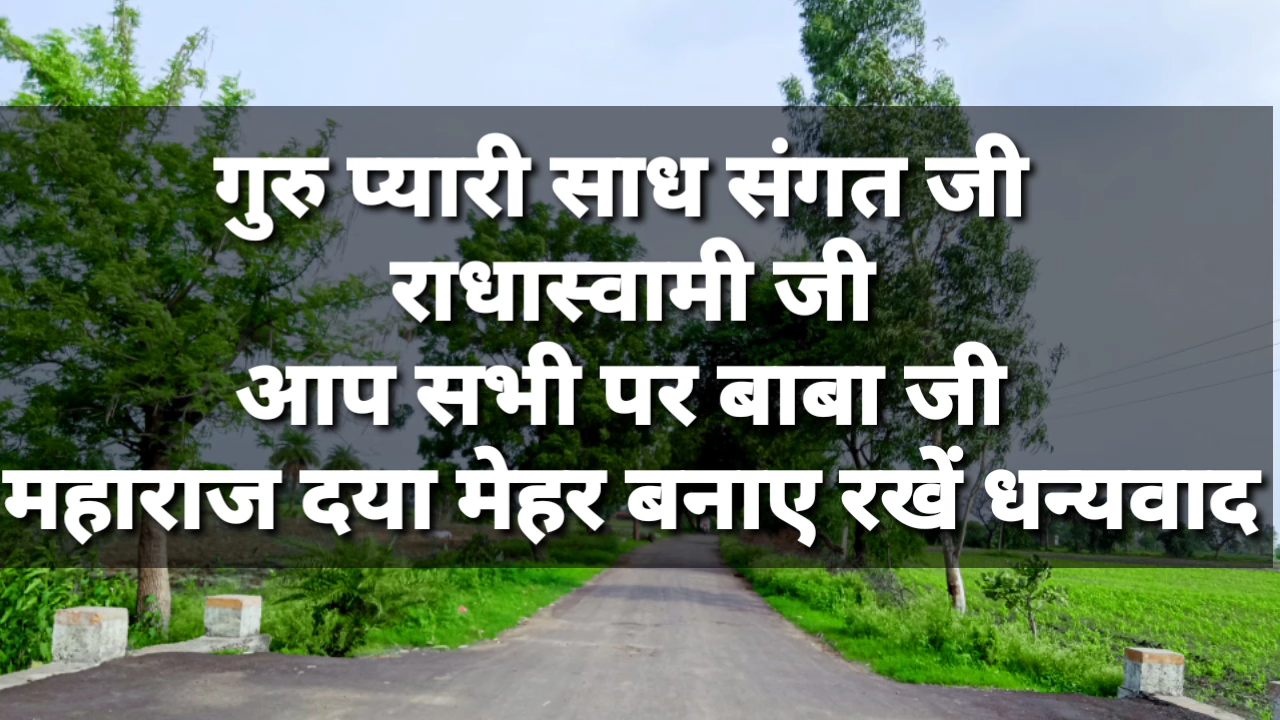 गुरु प्यारी साध संगत जी
राधास्वामी जी
आप सभी पर बाबा जी
महाराज दया मेहर बनाए रखें धन्यवाद